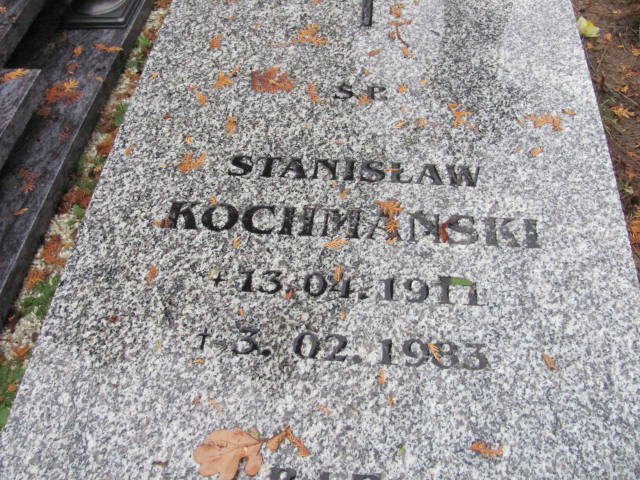 Ś.P.
STANISŁAW
KOCHMAŃSKI
* 13.04.1911
+ 3.02.1983